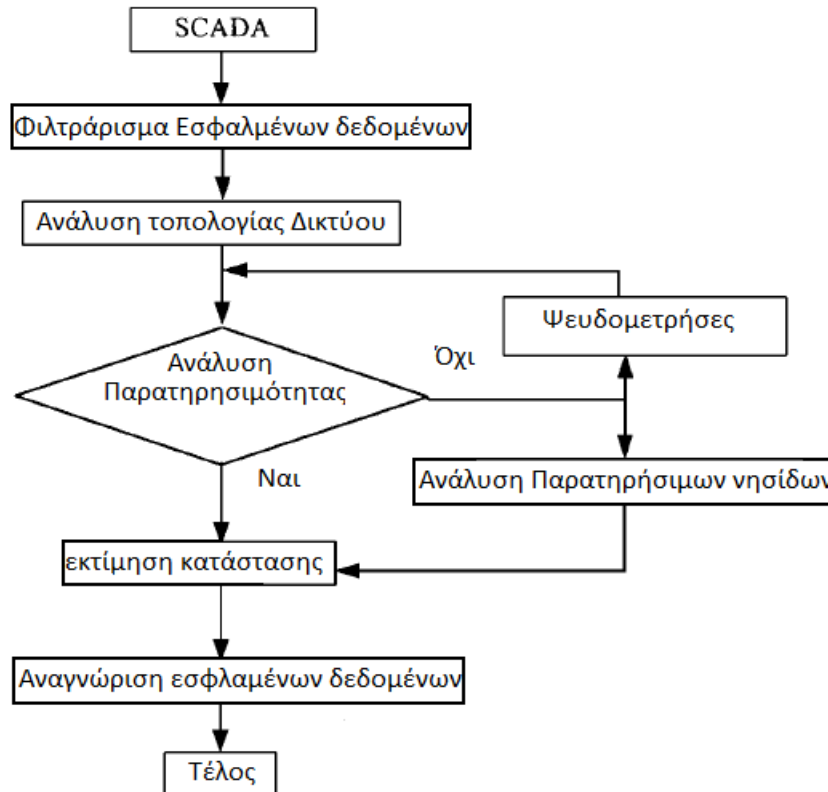 SCADA
Φιλτράρισμα Εσφαλμένων δεδομένων
Ανάλυση τοπολογίας Δικτύου
Ψευδομετρήσες
Όχι
Ανάλυση
Παρατηρησιμότητας
Ναι
Ανάλυση Παρατηρήσιμων νησίδων
εκτίμηση κατάστασης
Αναγνώριση εσφλαμένων δεδομένων
Τέλος